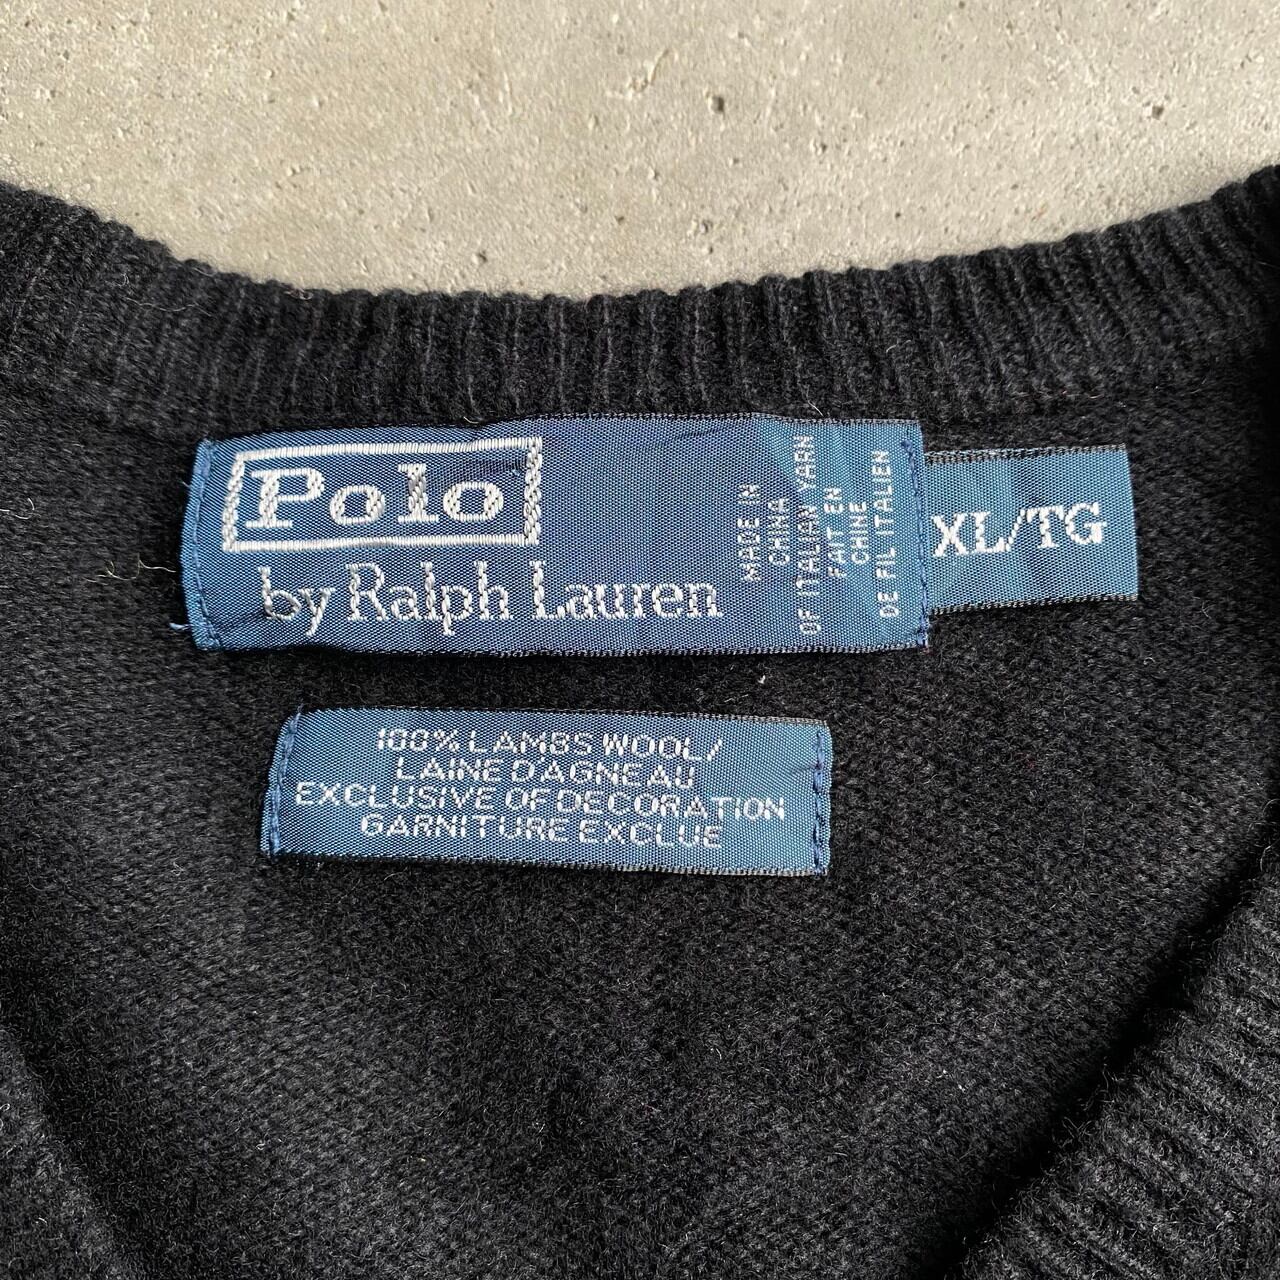 Polo
by Ralph Lauren
MADE IN
CHINA
OF ITALIAN YARN
FAIT EN
CHINE
DE FIL ITALIEN
XL/TG
100% LAMBS WOOL/
LAINE D'AGNEAU
EXCLUSIVE OF DECORATION
GARNITURE EXCLUE